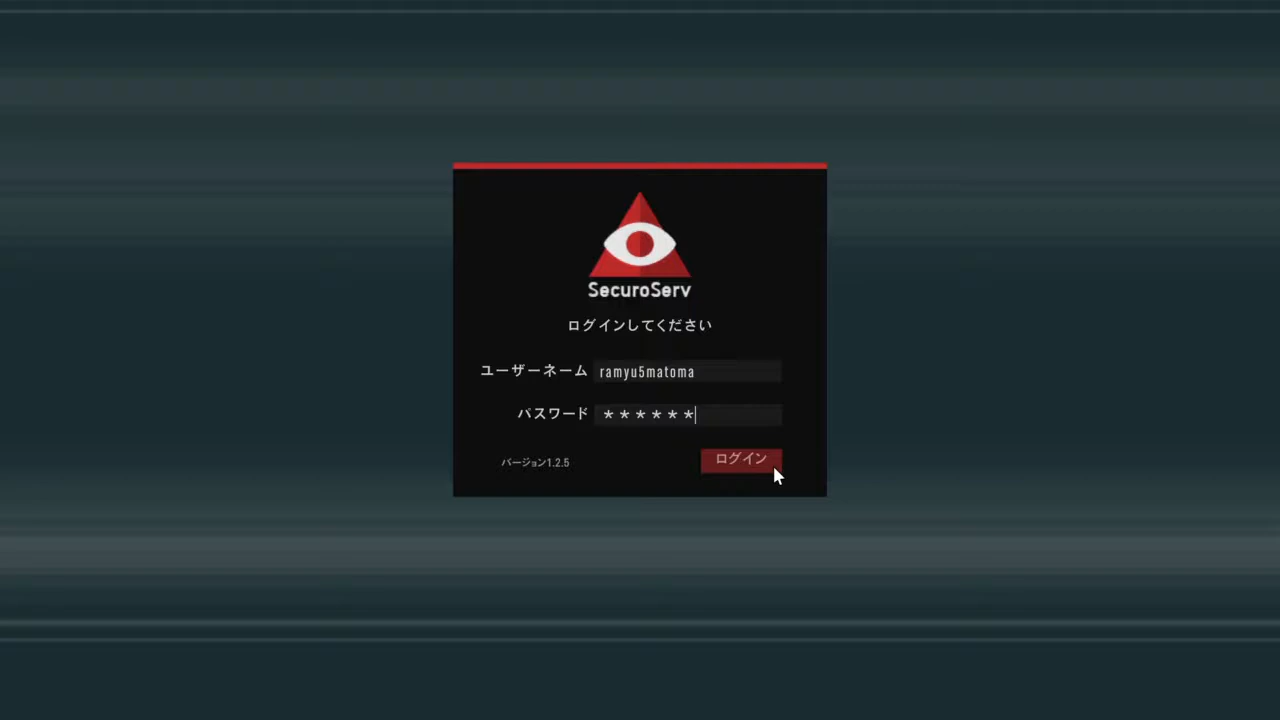 SecuroServ
ログインしてください
ユーザーネーム ramyu5matoma
パスワード ******
バージョン1.2.5 ログイン